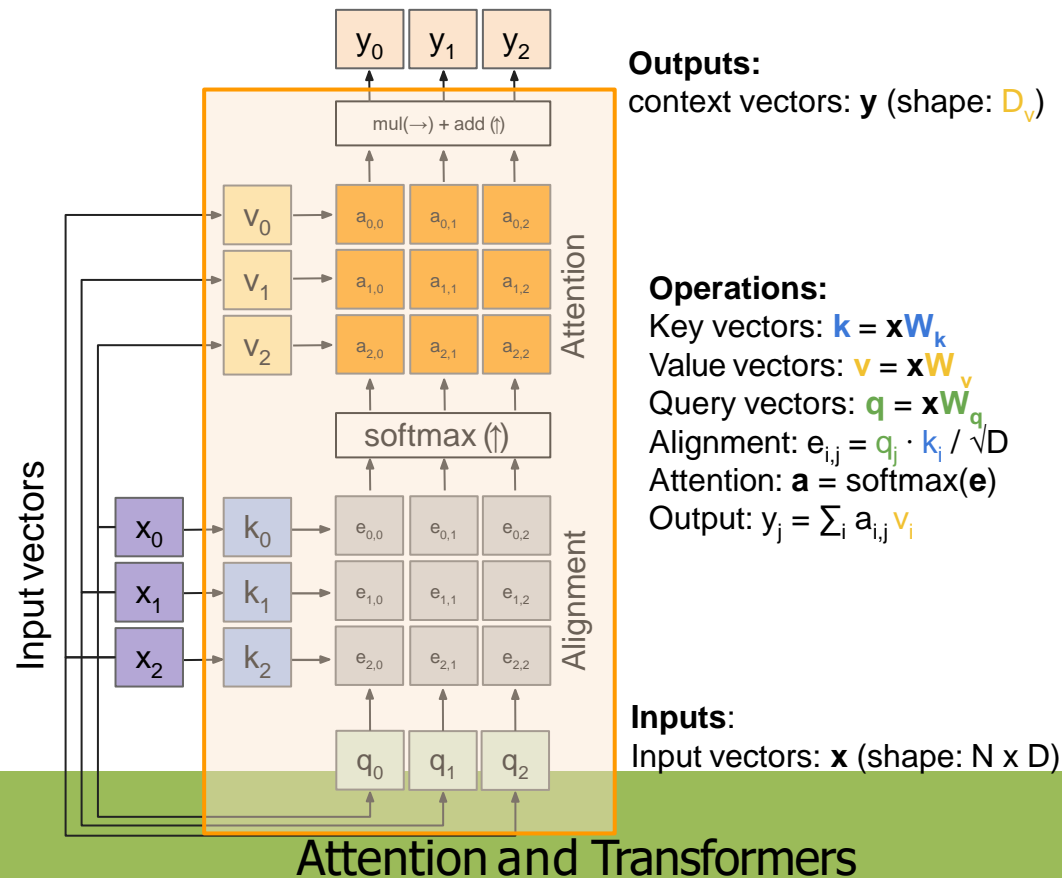 y0 y1 y2
Outputs:
context vectors: y (shape: Dv)
mul(→) + add (↑)
v0 a0,0 a0,1 a0,2
v1 a1,0 a1,1 a1,2
v2 a2,0 a2,1 a2,2
Attention
Operations:
Key vectors: k = xWk
Value vectors: v = xWv
Query vectors: q = xWq
Alignment: ei,j = qj · ki / √D
Attention: a = softmax(e)
Output: yj = ∑i ai,j vi
softmax (↑)
Input vectors
x0 k0 e0,0 e0,1 e0,2
x1 k1 e1,0 e1,1 e1,2
x2 k2 e2,0 e2,1 e2,2
Alignment
q0 q1 q2
Inputs:
Input vectors: x (shape: N x D)
Attention and Transformers